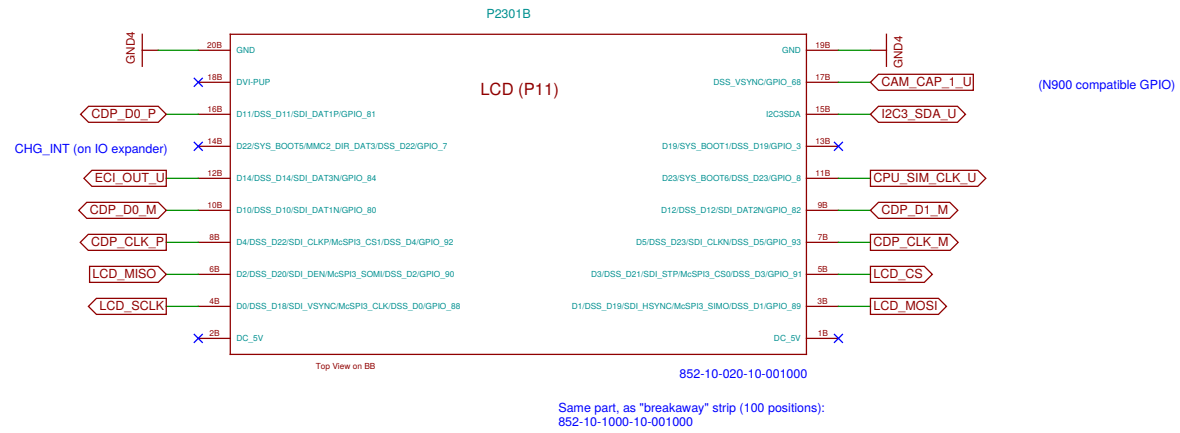 P2301B
GND4 20B GND GND 19B GND4
18B DVI-PUP DSS_VSYNC/GPIO_68 17B CAM_CAP_1_U (N900 compatible GPIO)
LCD (P11)
CDP_D0_P 16B D11/DSS_D11/SDI_DAT1P/GPIO_81 I2C3SDA 15B I2C3_SDA_U
CHG_INT (on IO expander) 14B D22/SYS_BOOT5/MMC2_DIR_DAT3/DSS_D22/GPIO_7 D19/SYS_BOOT1/DSS_D19/GPIO_3 13B
ECI_OUT_U 12B D14/DSS_D14/SDI_DAT3N/GPIO_84 D23/SYS_BOOT6/DSS_D23/GPIO_8 11B CPU_SIM_CLK_U
CDP_D0_M 10B D10/DSS_D10/SDI_DAT1N/GPIO_80 D12/DSS_D12/SDI_DAT2N/GPIO_82 9B CDP_D1_M
CDP_CLK_P 8B D4/DSS_D22/SDI_CLKP/McSPI3_CS1/DSS_D4/GPIO_92 D5/DSS_D23/SDI_CLKN/DSS_D5/GPIO_93 7B CDP_CLK_M
LCD_MISO 6B D2/DSS_D20/SDI_DEN/McSPI3_SOMI/DSS_D2/GPIO_90 D3/DSS_D21/SDI_STP/McSPI3_CS0/DSS_D3/GPIO_91 5B LCD_CS
LCD_SCLK 4B D0/DSS_D18/SDI_VSYNC/McSPI3_CLK/DSS_D0/GPIO_88 D1/DSS_D19/SDI_HSYNC/McSPI3_SIMO/DSS_D1/GPIO_89 3B LCD_MOSI
2B DC_5V DC_5V 1B
Top View on BB
852-10-020-10-001000
Same part, as "breakaway" strip (100 positions):
852-10-1000-10-001000